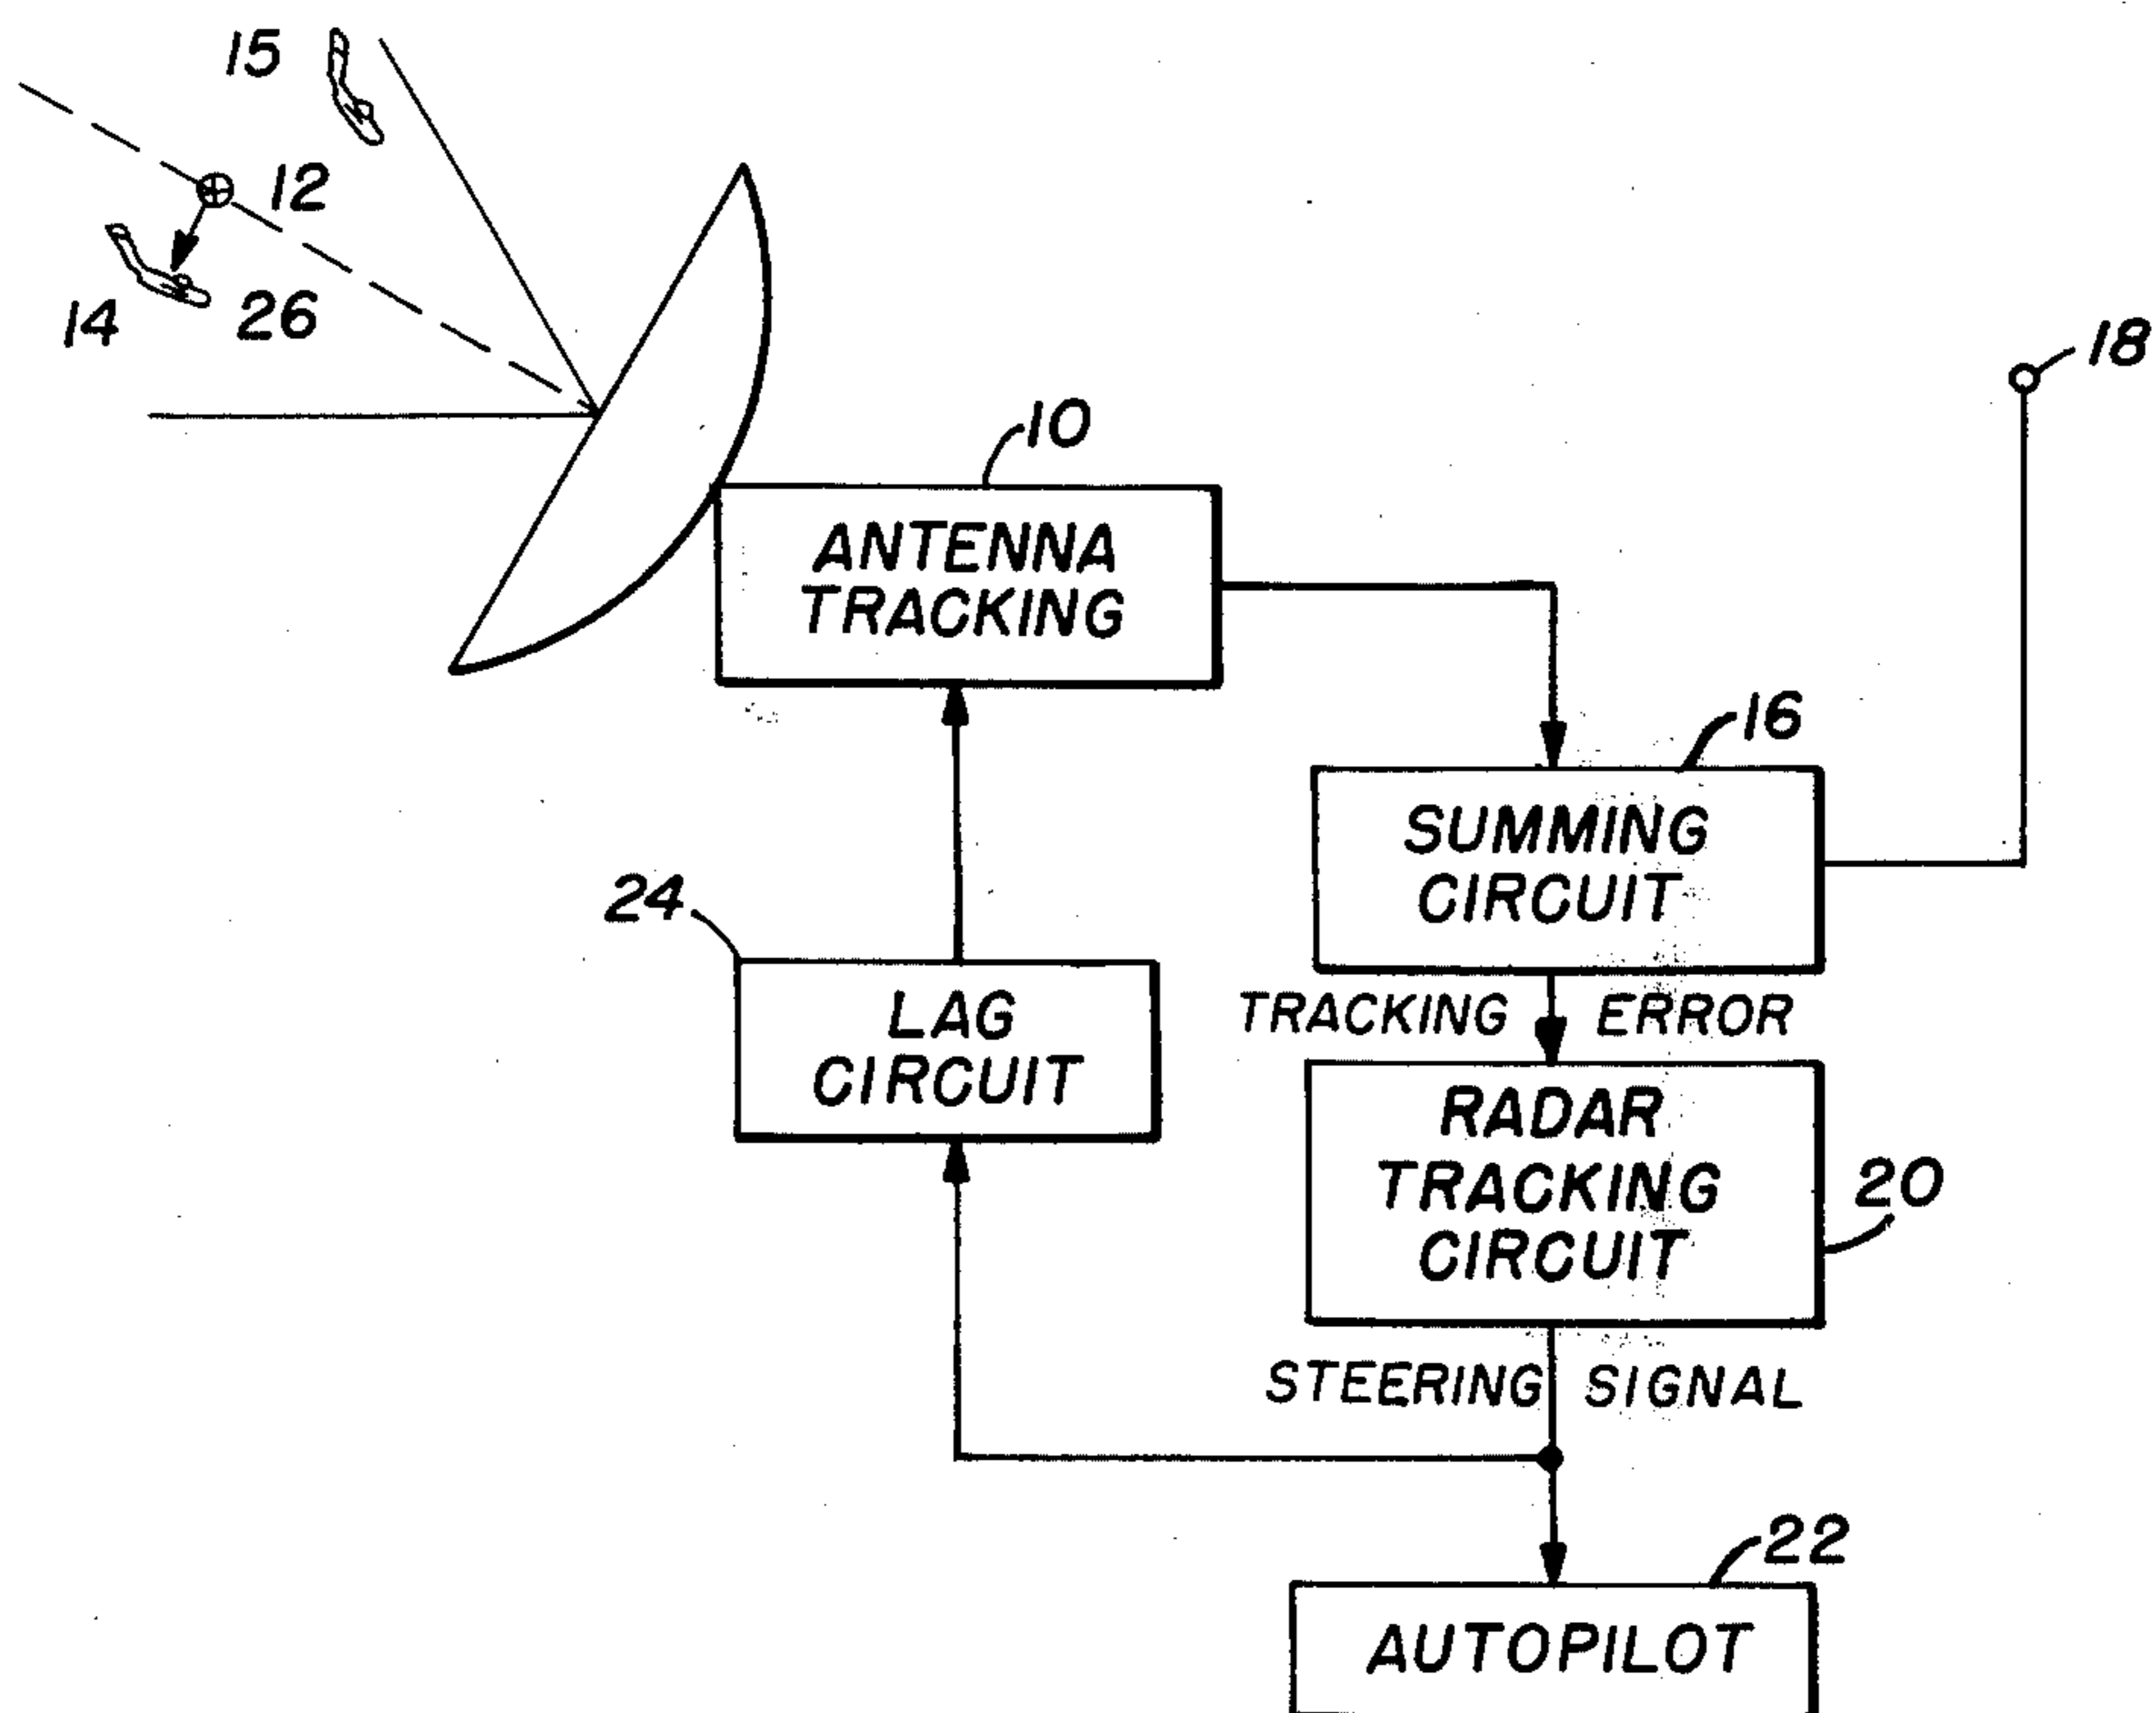 15
12
14
26
18
10
ANTENNA
TRACKING
16
SUMMING
CIRCUIT
24
LAG
CIRCUIT
TRACKING ERROR
RADAR
TRACKING
CIRCUIT
20
STEERING SIGNAL
22
AUTOPILOT